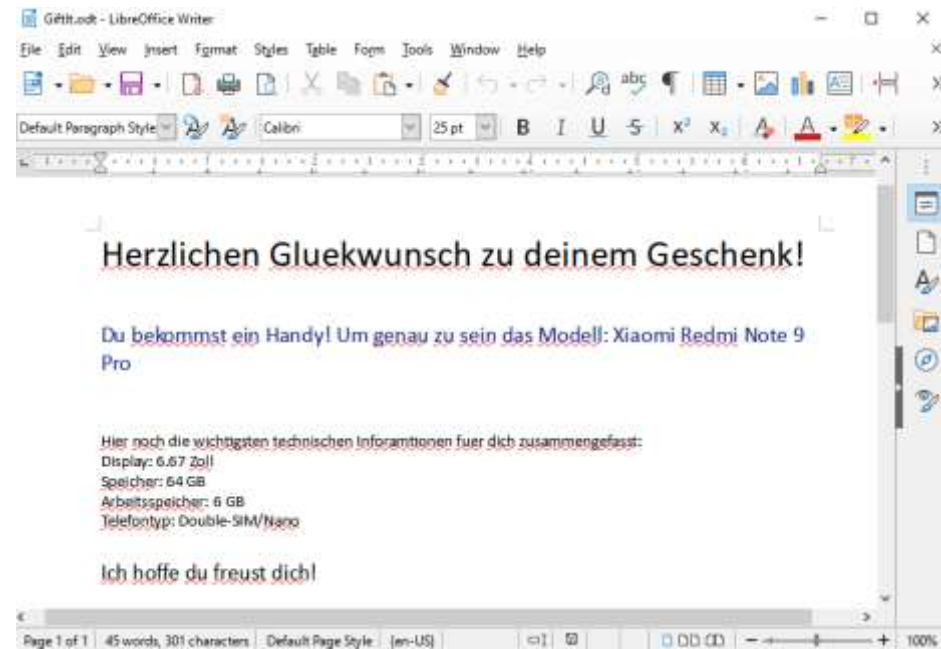 GiftIt.odt - LibreOffice Writer
File Edit View Insert Format Styles Table Form Tools Window Help
Default Paragraph Style Calibri 25 pt B I U S X² X₂ A A
Herzlichen Gluekwunsch zu deinem Geschenk!
Du bekommst ein Handy! Um genau zu sein das Modell: Xiaomi Redmi Note 9
Pro
Hier noch die wichtigsten technischen Inforamtionen fuer dich zusammengefasst:
Display: 6.67 Zoll
Speicher: 64 GB
Arbeitsspeicher: 6 GB
Telefontyp: Double-SIM/Nano
Ich hoffe du freust dich!
Page 1 of 1 45 words, 301 characters Default Page Style [en-US] 100%